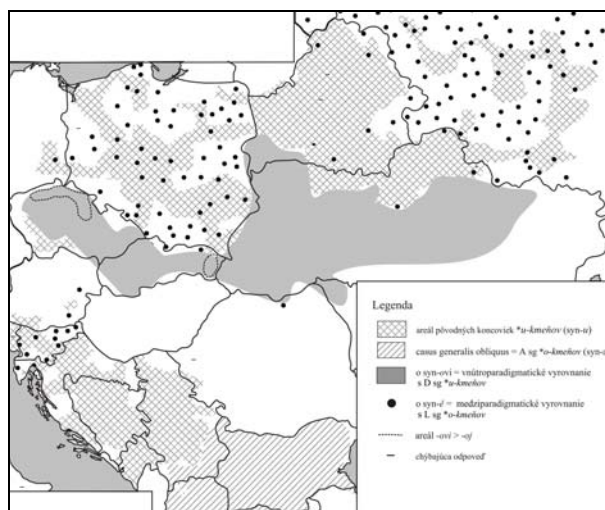 Legenda
areál pôvodných koncoviek *u-kmeňov (syn-u)
casus generalis obliquus = A sg *o-kmeňov (syn-a
o syn-ovi = vnútroparadigmatické vyrovnanie
s D sg *u-kmeňov
o syn-é = medziparadigmatické vyrovnanie
s L sg *o-kmeňov
areál -ovi > -oj
chýbajúca odpoveď